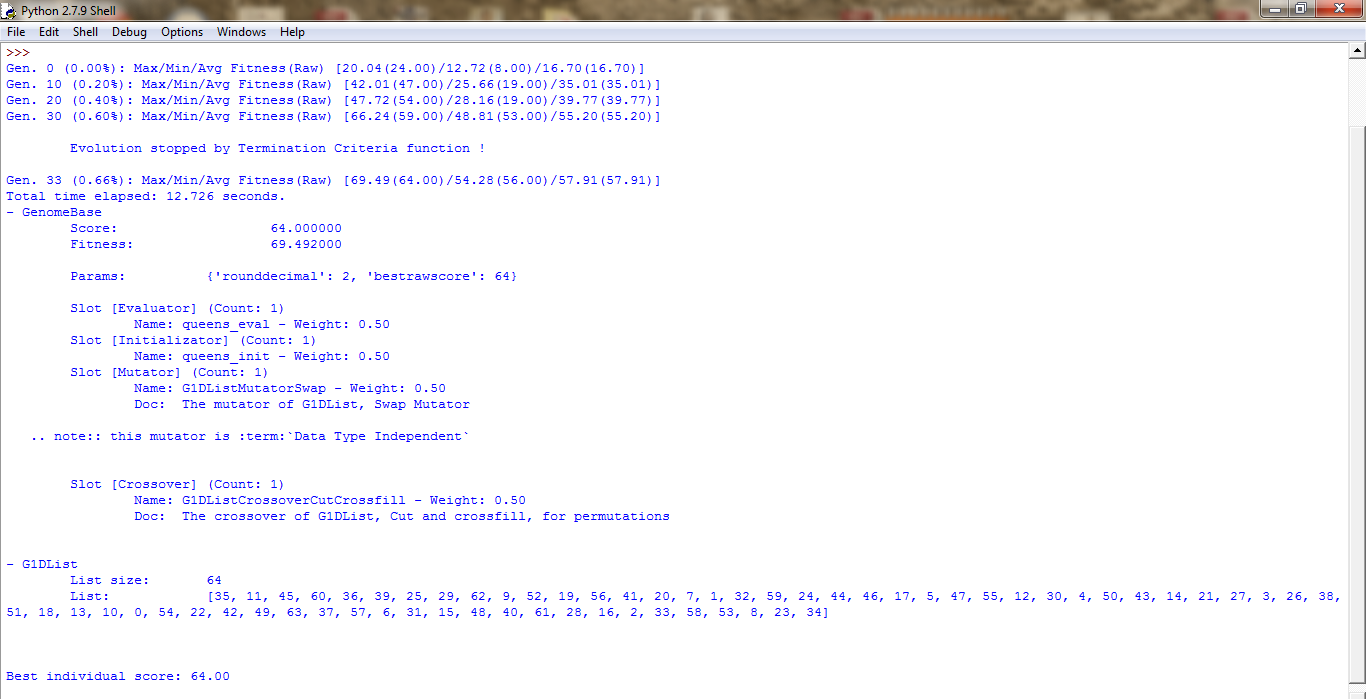 Python 2.7.9 Shell
File Edit Shell Debug Options Windows Help
>>>
Gen. 0 (0.00%): Max/Min/Avg Fitness(Raw) [20.04(24.00)/12.72(8.00)/16.70(16.70)]
Gen. 10 (0.20%): Max/Min/Avg Fitness(Raw) [42.01(47.00)/25.66(19.00)/35.01(35.01)]
Gen. 20 (0.40%): Max/Min/Avg Fitness(Raw) [47.72(54.00)/28.16(19.00)/39.77(39.77)]
Gen. 30 (0.60%): Max/Min/Avg Fitness(Raw) [66.24(59.00)/48.81(53.00)/55.20(55.20)]
Evolution stopped by Termination Criteria function !
Gen. 33 (0.66%): Max/Min/Avg Fitness(Raw) [69.49(64.00)/54.28(56.00)/57.91(57.91)]
Total time elapsed: 12.726 seconds.
- GenomeBase
Score: 64.000000
Fitness: 69.492000
Params: {'rounddecimal': 2, 'bestrawscore': 64}
Slot [Evaluator] (Count: 1)
Name: queens_eval - Weight: 0.50
Slot [Initializator] (Count: 1)
Name: queens_init - Weight: 0.50
Slot [Mutator] (Count: 1)
Name: G1DListMutatorSwap - Weight: 0.50
Doc: The mutator of G1DList, Swap Mutator
.. note:: this mutator is :term:`Data Type Independent`
Slot [Crossover] (Count: 1)
Name: G1DListCrossoverCutCrossfill - Weight: 0.50
Doc: The crossover of G1DList, Cut and crossfill, for permutations
- G1DList
List size: 64
List: [35, 11, 45, 60, 36, 39, 25, 29, 62, 9, 52, 19, 56, 41, 20, 7, 1, 32, 59, 24, 44, 46, 17, 5, 47, 55, 12, 30, 4, 50, 43, 14, 21, 27, 3, 26, 38,
51, 18, 13, 10, 0, 54, 22, 42, 49, 63, 37, 57, 6, 31, 15, 48, 40, 61, 28, 16, 2, 33, 58, 53, 8, 23, 34]
Best individual score: 64.00